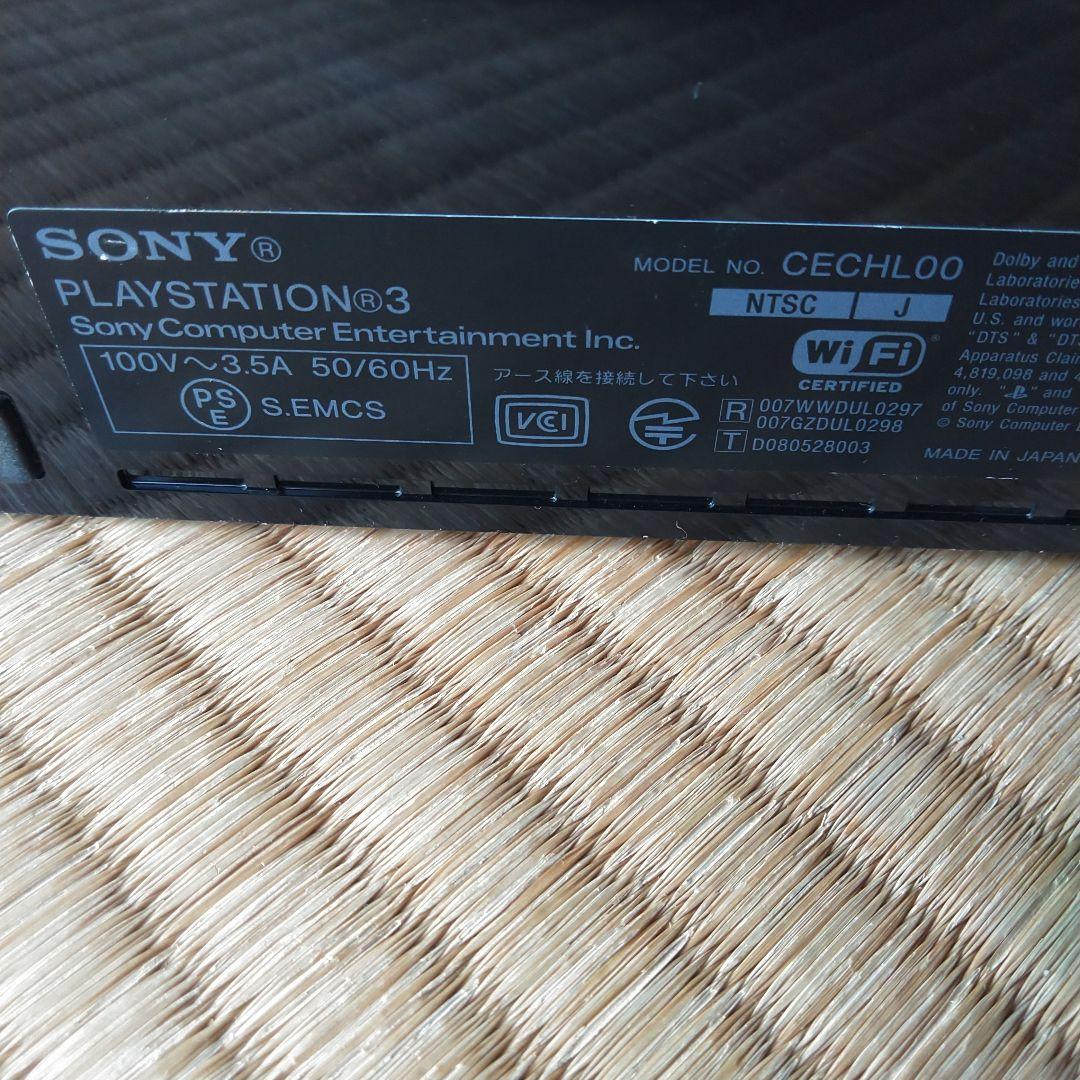 SONY®
PLAYSTATION®3
Sony Computer Entertainment Inc.
100V～3.5A 50/60Hz
PS
E
S.EMCS
アース線を接続して下さい
VCI
MODEL NO. CECHL00
NTSC J
Wi Fi®
CERTIFIED
R 007WWDUL0297
007GZDUL0298
T D080528003
Dolby and
Laboratorie
Laboratories
U.S. and wor
"DTS" & "DT
Apparatus Clai
4,819,098 and 4
only. " " and
of Sony Computer
© Sony Computer
MADE IN JAPAN